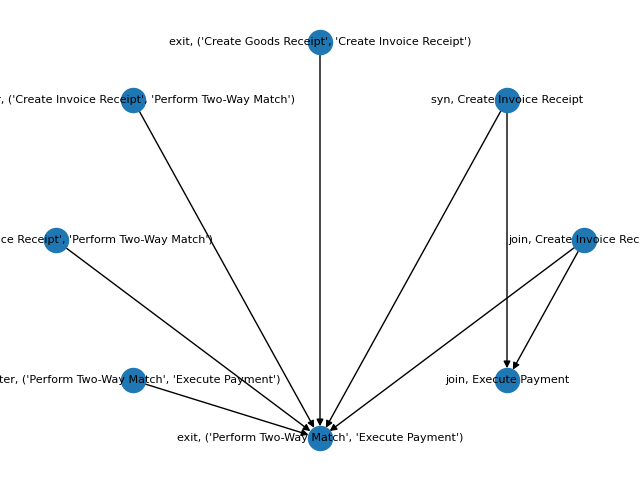 exit, ('Create Goods Receipt', 'Create Invoice Receipt')
, ('Create Invoice Receipt', 'Perform Two-Way Match')
syn, Create Invoice Receipt
ce Receipt', 'Perform Two-Way Match')
join, Create Invoice Rec
ter, ('Perform Two-Way Match', 'Execute Payment')
join, Execute Payment
exit, ('Perform Two-Way Match', 'Execute Payment')